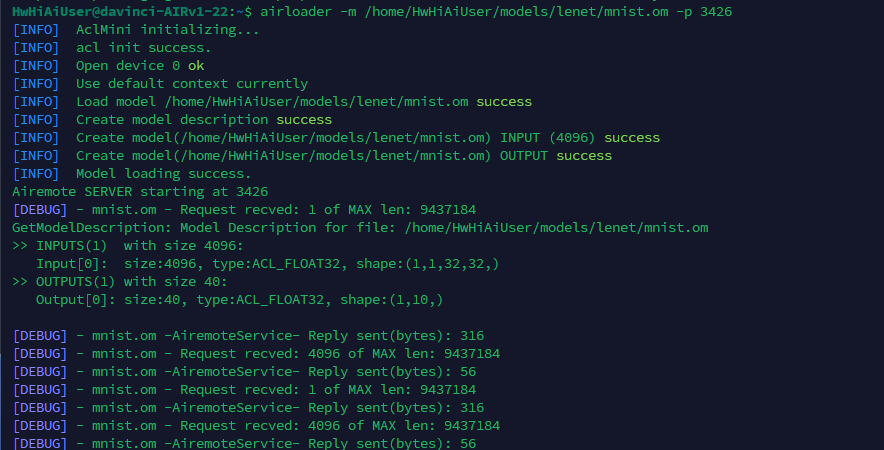 HwHiAiUser@davinci-AIRv1-22:~$ airloader -m /home/HwHiAiUser/models/lenet/mnist.om -p 3426
[INFO]  AclMini initializing...
[INFO]  acl init success.
[INFO]  Open device 0 ok
[INFO]  Use default context currently
[INFO]  Load model /home/HwHiAiUser/models/lenet/mnist.om success
[INFO]  Create model description success
[INFO]  Create model(/home/HwHiAiUser/models/lenet/mnist.om) INPUT (4096) success
[INFO]  Create model(/home/HwHiAiUser/models/lenet/mnist.om) OUTPUT success
[INFO]  Model loading success.
Airemote SERVER starting at 3426
[DEBUG] - mnist.om - Request recved: 1 of MAX len: 9437184
GetModelDescription: Model Description for file: /home/HwHiAiUser/models/lenet/mnist.om
>> INPUTS(1)  with size 4096:
   Input[0]:  size:4096, type:ACL_FLOAT32, shape:(1,1,32,32,)
>> OUTPUTS(1) with size 40:
   Output[0]: size:40, type:ACL_FLOAT32, shape:(1,10,)
[DEBUG] - mnist.om -AiremoteService- Reply sent(bytes): 316
[DEBUG] - mnist.om - Request recved: 4096 of MAX len: 9437184
[DEBUG] - mnist.om -AiremoteService- Reply sent(bytes): 56
[DEBUG] - mnist.om - Request recved: 1 of MAX len: 9437184
[DEBUG] - mnist.om -AiremoteService- Reply sent(bytes): 316
[DEBUG] - mnist.om - Request recved: 4096 of MAX len: 9437184
[DEBUG] - mnist.om -AiremoteService- Reply sent(bytes): 56